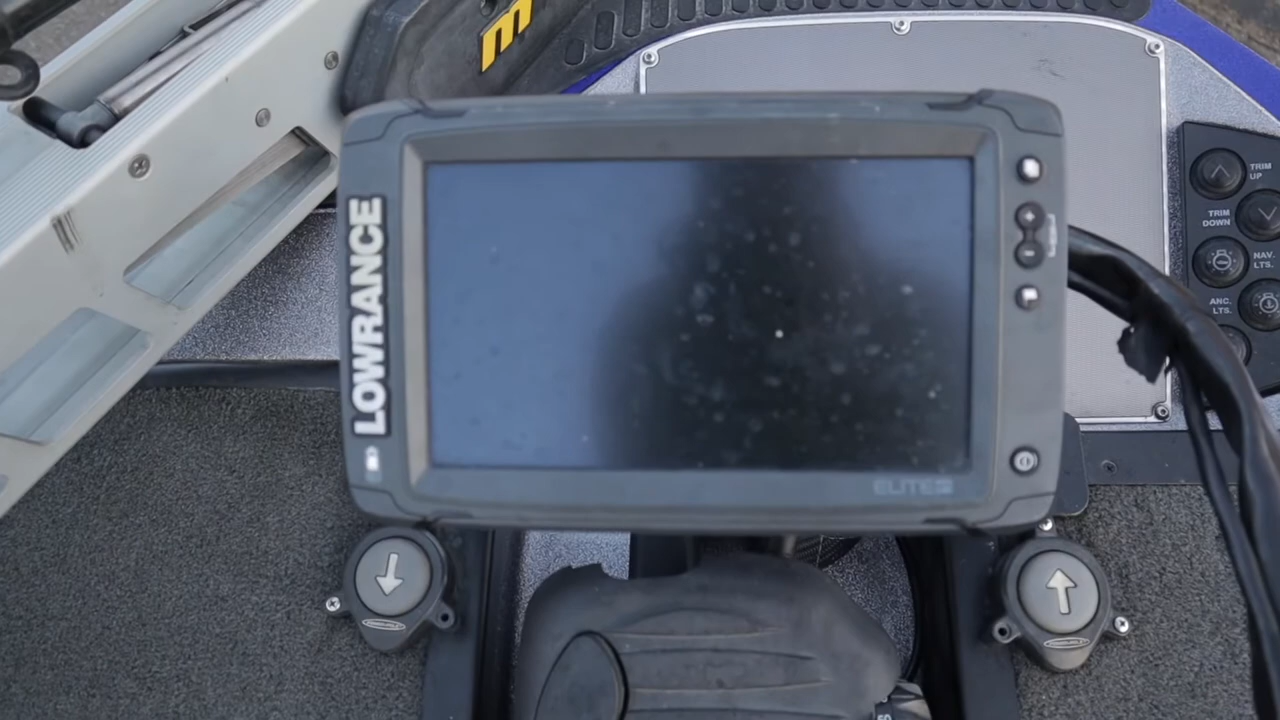 m
TRIM
UP
TRIM
DOWN
NAV.
LTS.
ANC.
LTS.
LOWRANCE
ELITE